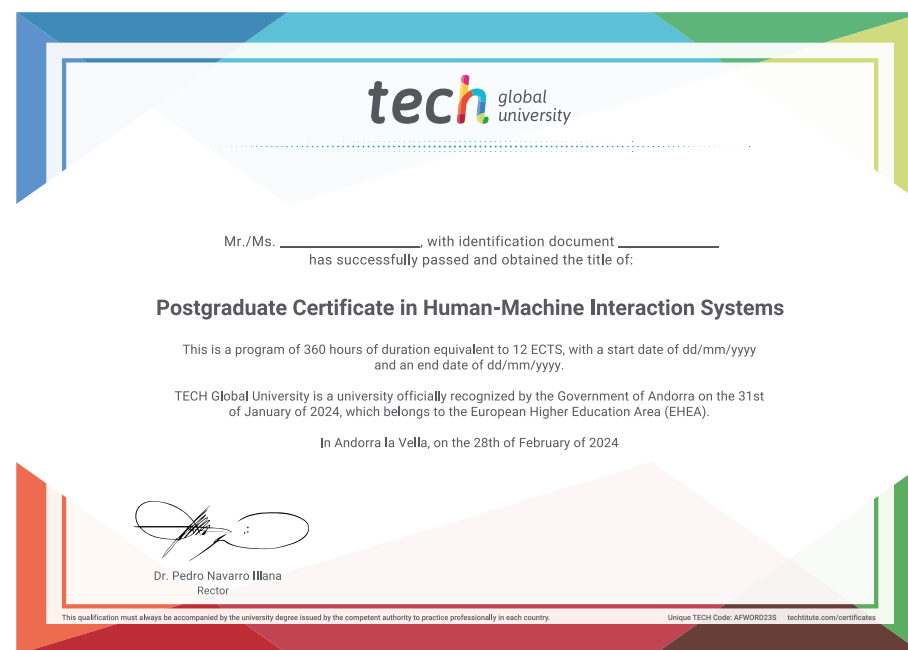 tech global university
Mr./Ms. ____________, with identification document ____________
has successfully passed and obtained the title of:
Postgraduate Certificate in Human-Machine Interaction Systems
This is a program of 360 hours of duration equivalent to 12 ECTS, with a start date of dd/mm/yyyy
and an end date of dd/mm/yyyy.
TECH Global University is a university officially recognized by the Government of Andorra on the 31st
of January of 2024, which belongs to the European Higher Education Area (EHEA).
In Andorra la Vella, on the 28th of February of 2024
Dr. Pedro Navarro Illana
Rector
This qualification must always be accompanied by the university degree issued by the competent authority to practice professionally in each country.
Unique TECH Code: AFWORD23S techtitute.com/certificates